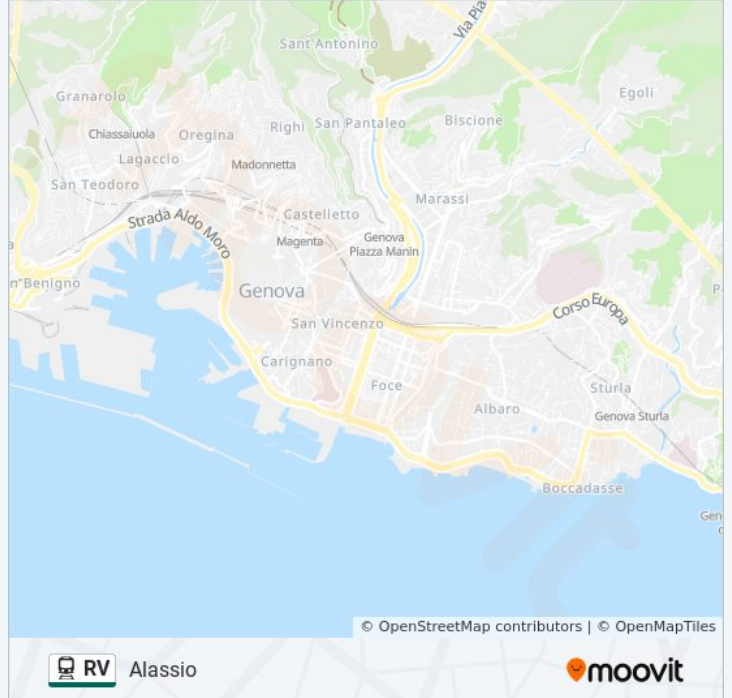 Via Pia
Sant Antonino
Granarolo
Egoli
Chiassaiuola
Oregina
Righi
San Pantaleo
Biscione
Lagaccio
Madonnetta
San Teodoro
Marassi
Strada Aldo Moro
Castelletto
Magenta
Genova
Piazza Manin
a
n Benigno
Genova
P
Corso Europa
San Vincenzo
Carignano
Foce
Sturla
Albaro
Genova Sturla
Boccadasse
Gen
© OpenStreetMap contributors | © OpenMapTiles
RV Alassio
moovit